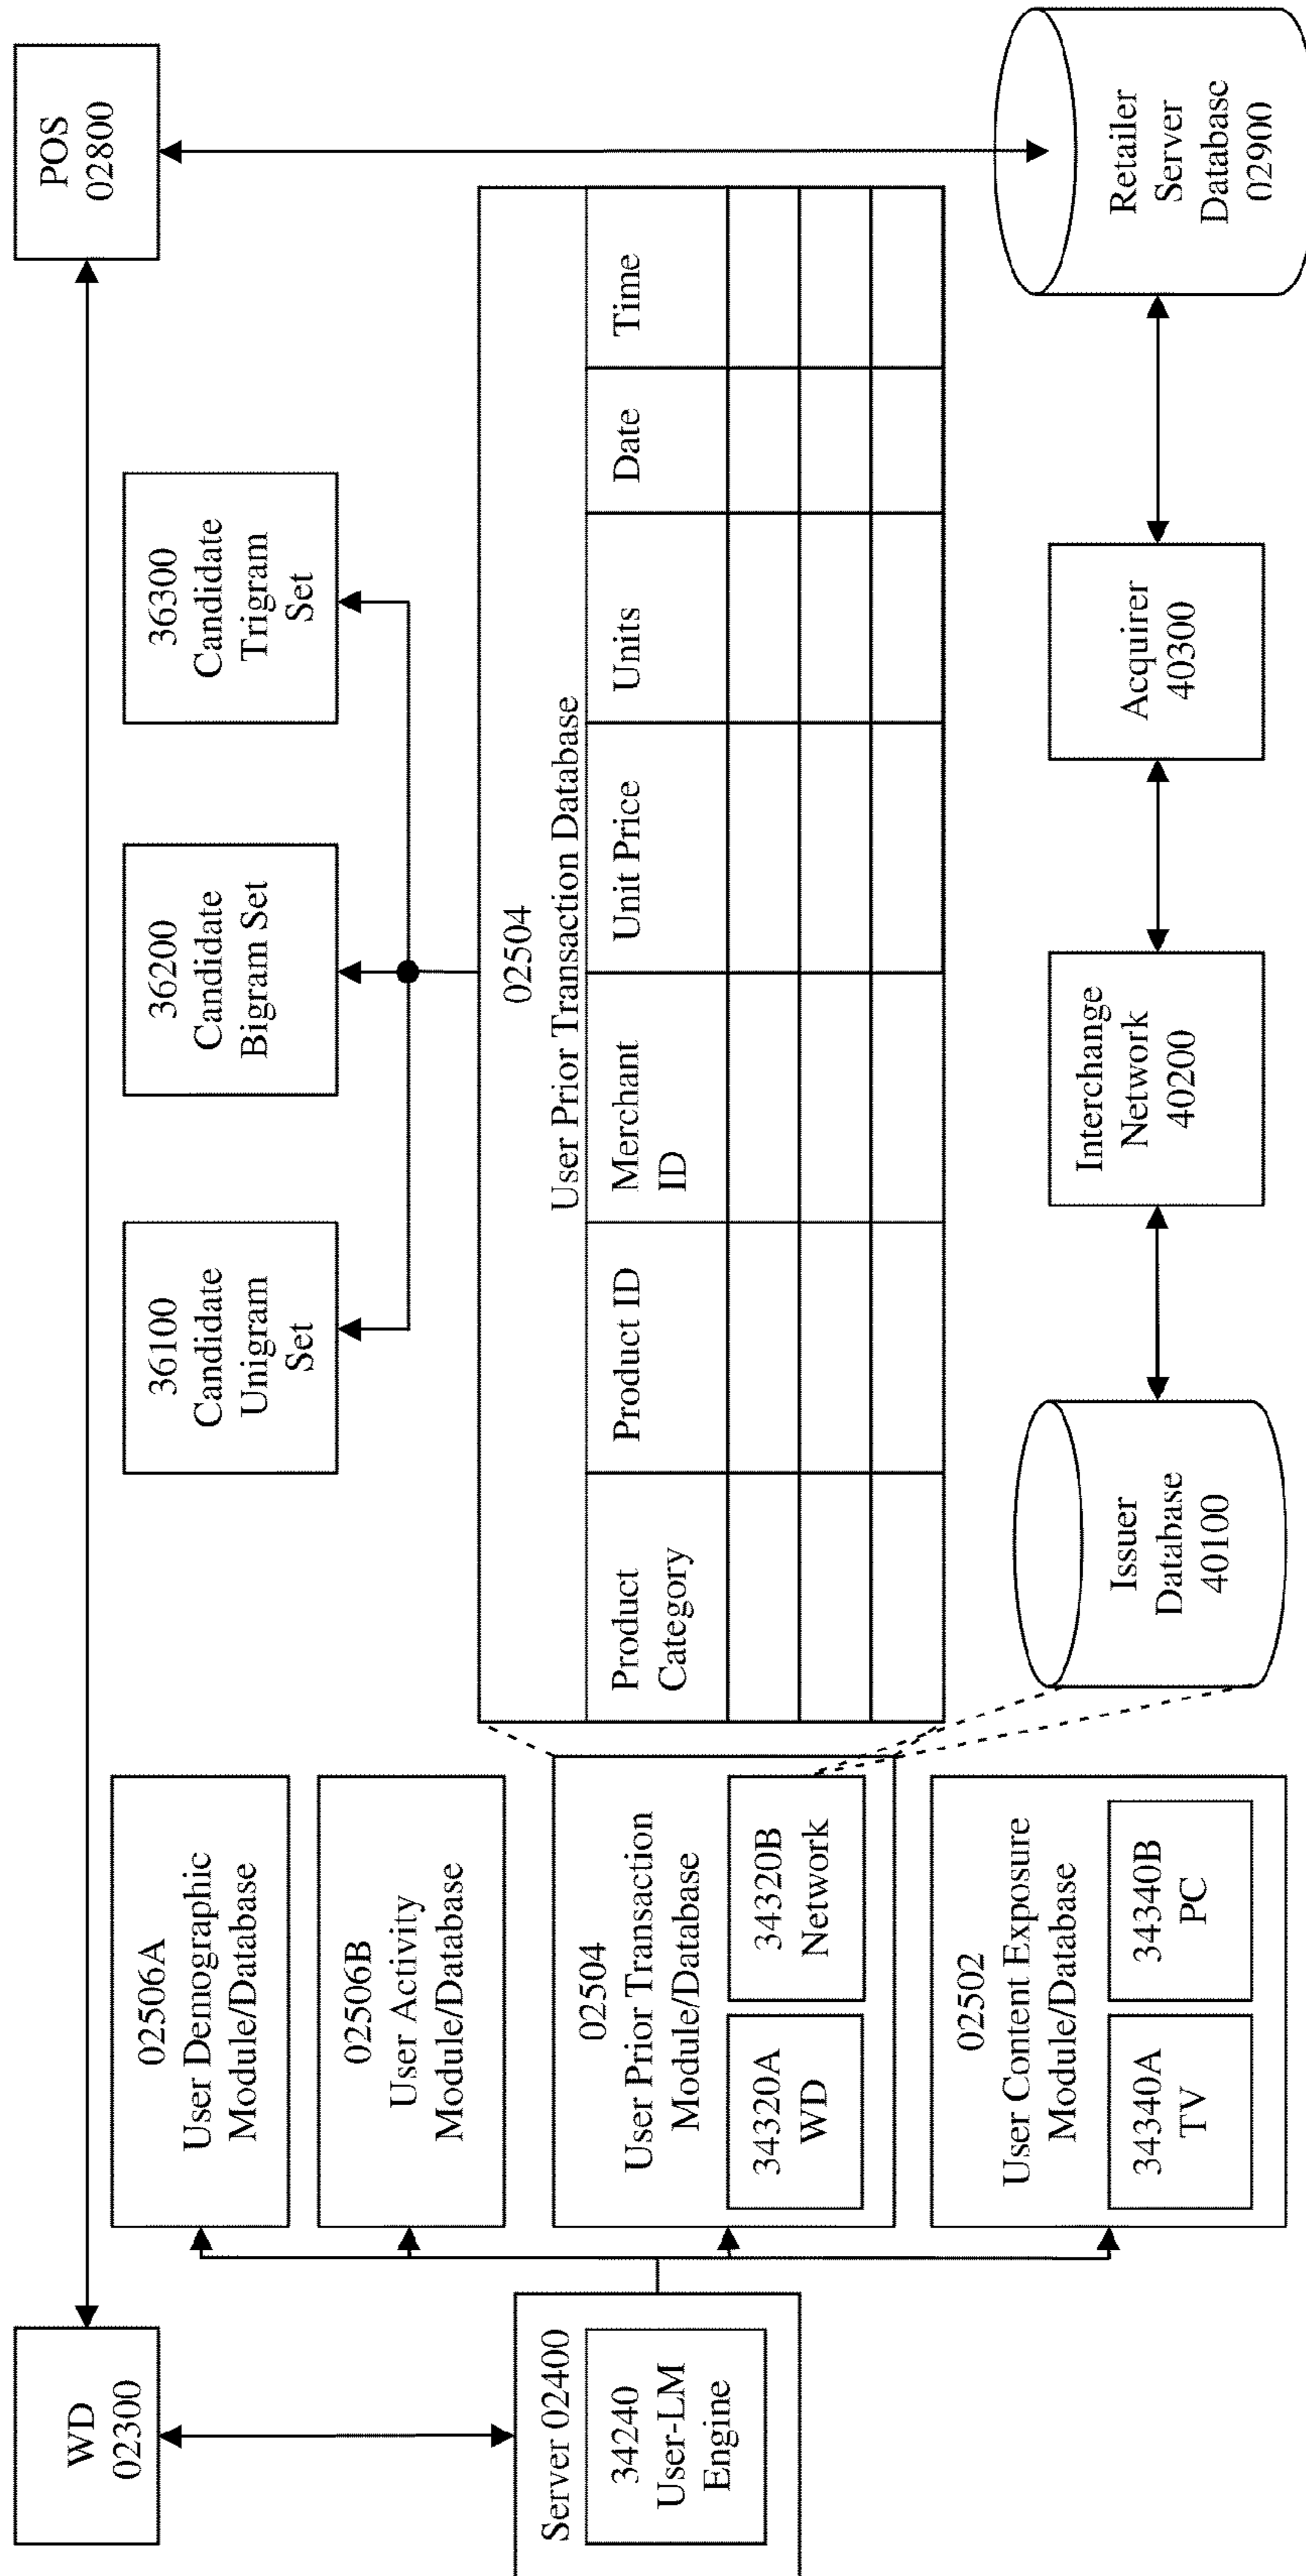 WD
02300
POS
02800
Server 02400
34240
User-LM
Engine
02506A
User Demographic
Module/Database
02506B
User Activity
Module/Database
02504
User Prior Transaction
Module/Database
34320A
WD
34320B
Network
02502
User Content Exposure
Module/Database
34340A
TV
34340B
PC
36100
Candidate
Unigram
Set
36200
Candidate
Bigram Set
36300
Candidate
Trigram
Set
02504
User Prior Transaction Database
Product
Category
Product ID
Merchant
ID
Unit Price
Units
Date
Time
Issuer
Database
40100
Interchange
Network
40200
Acquirer
40300
Retailer
Server
Database
02900